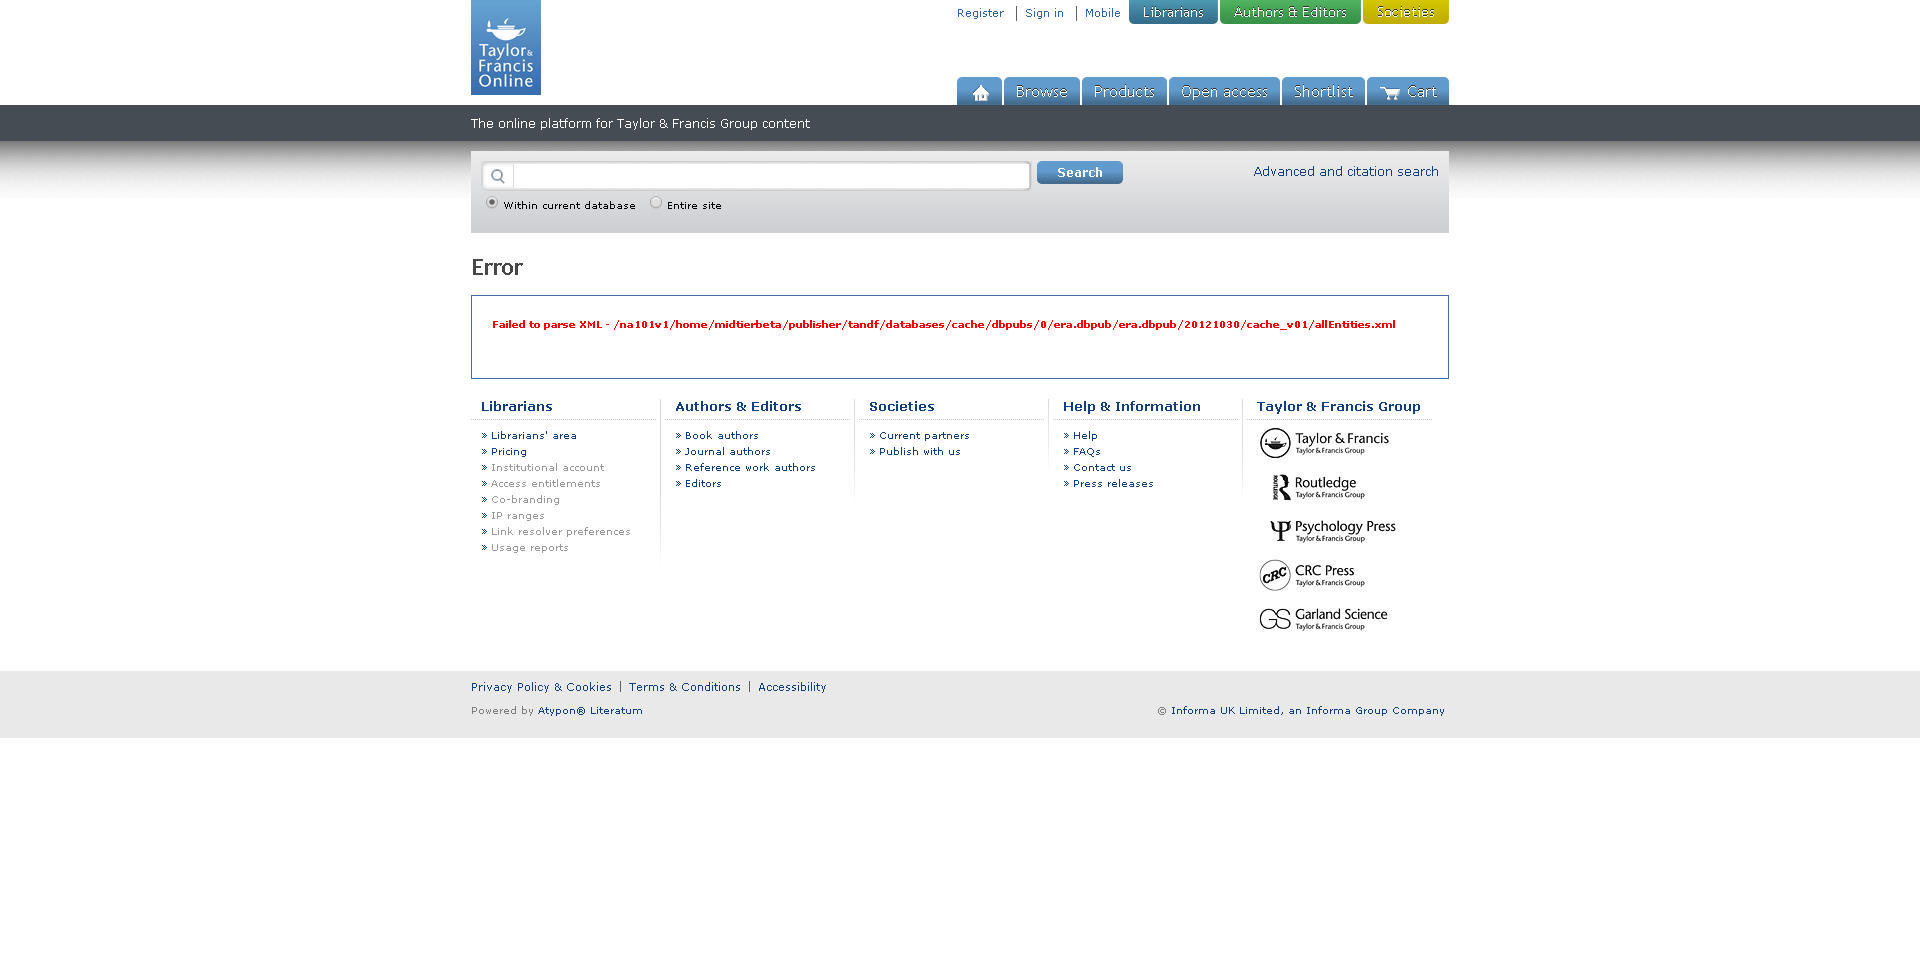 Taylor &
Francis
Online
Register
Sign in
Mobile
Librarians
Authors & Editors
Societies
Browse
Products
Open access
Shortlist
Cart
The online platform for Taylor & Francis Group content
Search
Advanced and citation search
Within current database
Entire site
Error
Failed to parse XML - /na101v1/home/midtierbeta/publisher/tandf/databases/cache/dbpubs/0/era.dbpub/era.dbpub/20121030/cache_v01/allEntities.xml
Librarians
» Librarians' area
» Pricing
» Institutional account
» Access entitlements
» Co-branding
» IP ranges
» Link resolver preferences
» Usage reports
Authors & Editors
» Book authors
» Journal authors
» Reference work authors
» Editors
Societies
» Current partners
» Publish with us
Help & Information
» Help
» FAQs
» Contact us
» Press releases
Taylor & Francis Group
Taylor & Francis
Taylor & Francis Group
ROUTLEDGE
Routledge
Taylor & Francis Group
Psychology Press
Taylor & Francis Group
CRC
CRC Press
Taylor & Francis Group
GS
Garland Science
Taylor & Francis Group
Privacy Policy & Cookies | Terms & Conditions | Accessibility
Powered by Atypon® Literatum
© Informa UK Limited, an Informa Group Company